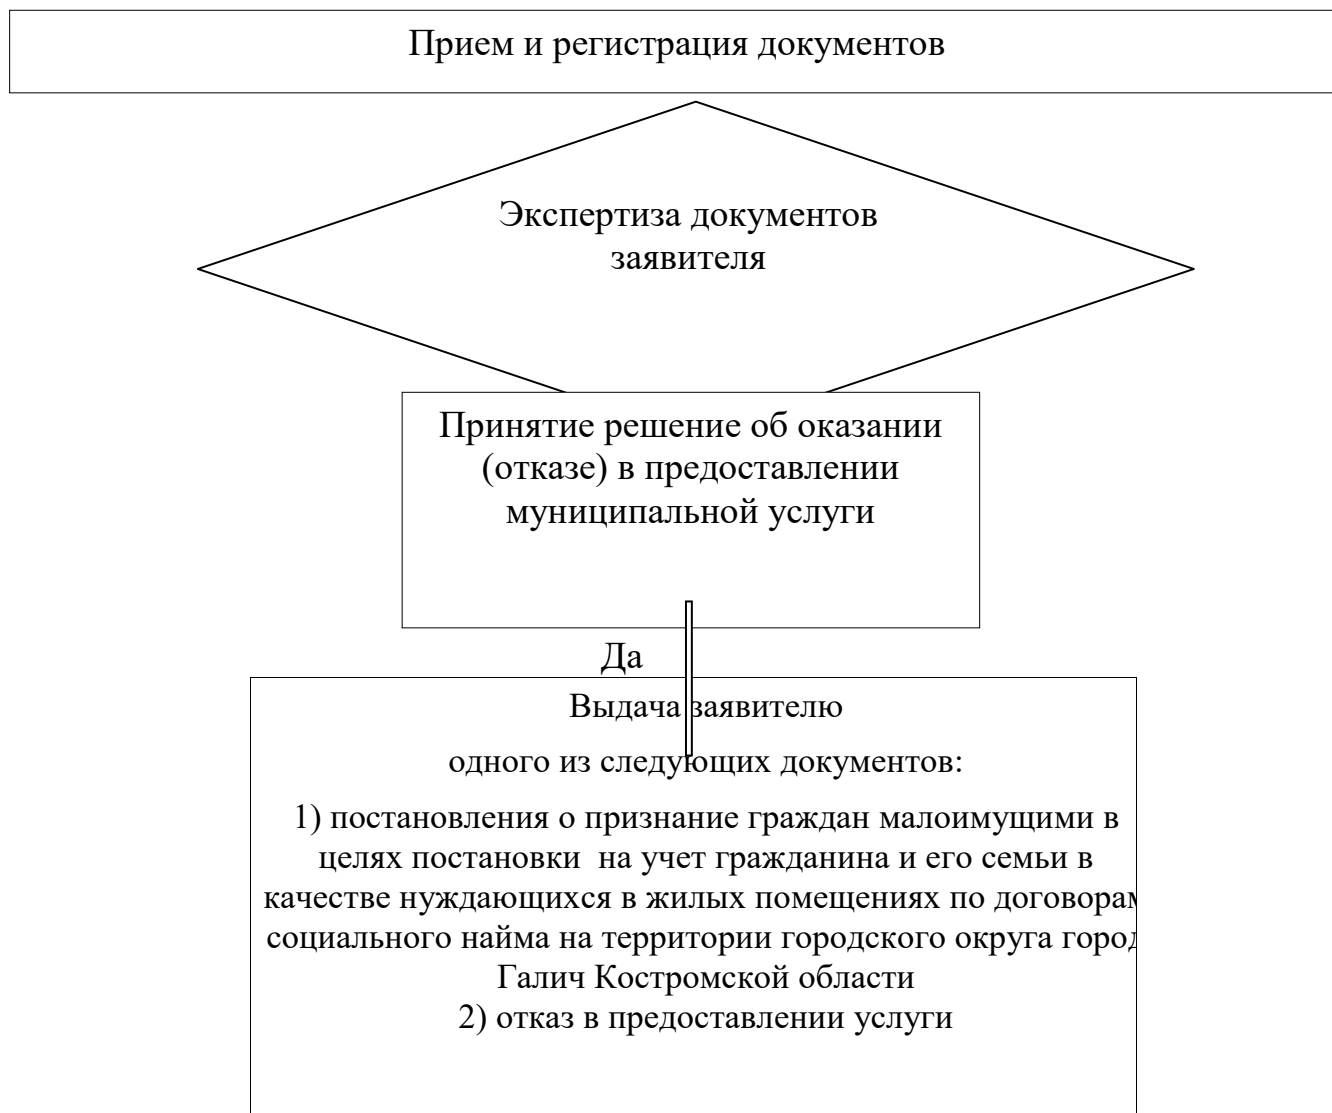 Прием и регистрация документов
Экспертиза документов
заявителя
Принятие решение об оказании
(отказе) в предоставлении
муниципальной услуги
Да
Выдача заявителю
одного из следующих документов:
1) постановления о признание граждан малоимущими в
целях постановки на учет гражданина и его семьи в
качестве нуждающихся в жилых помещениях по договорам
социального найма на территории городского округа город
Галич Костромской области
2) отказ в предоставлении услуги